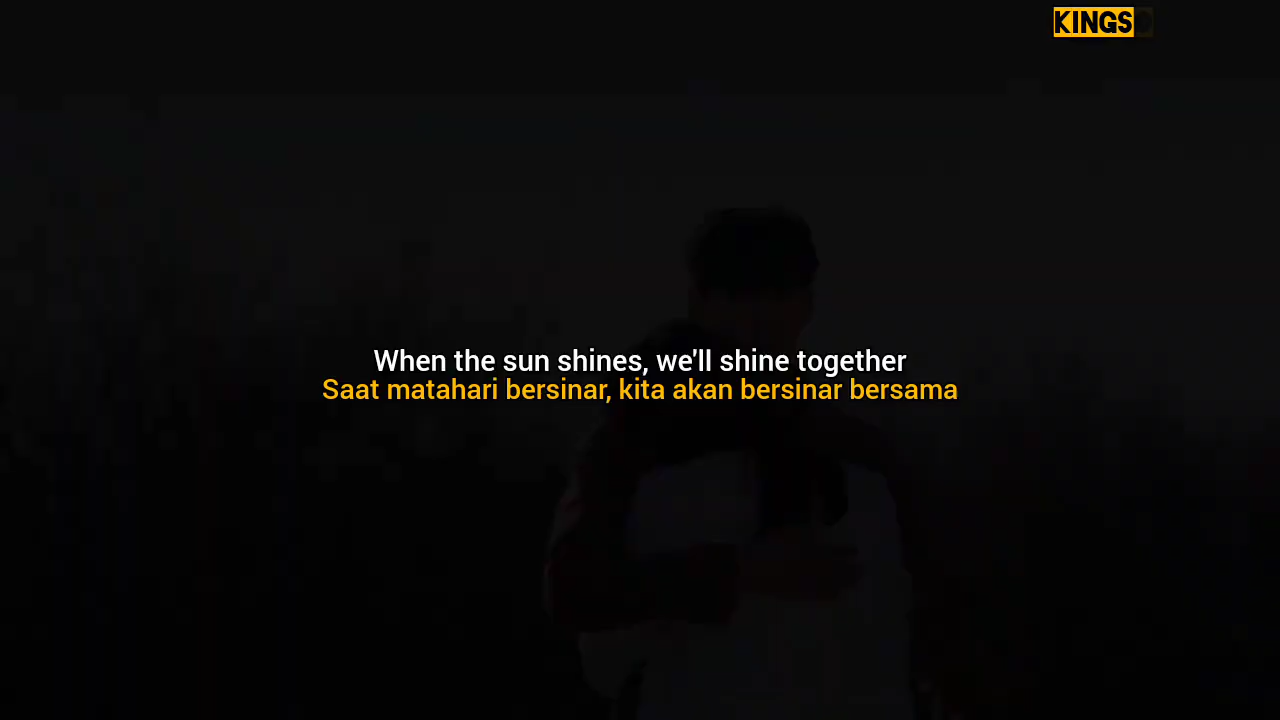 KINGS
When the sun shines, we'll shine together
Saat matahari bersinar, kita akan bersinar bersama